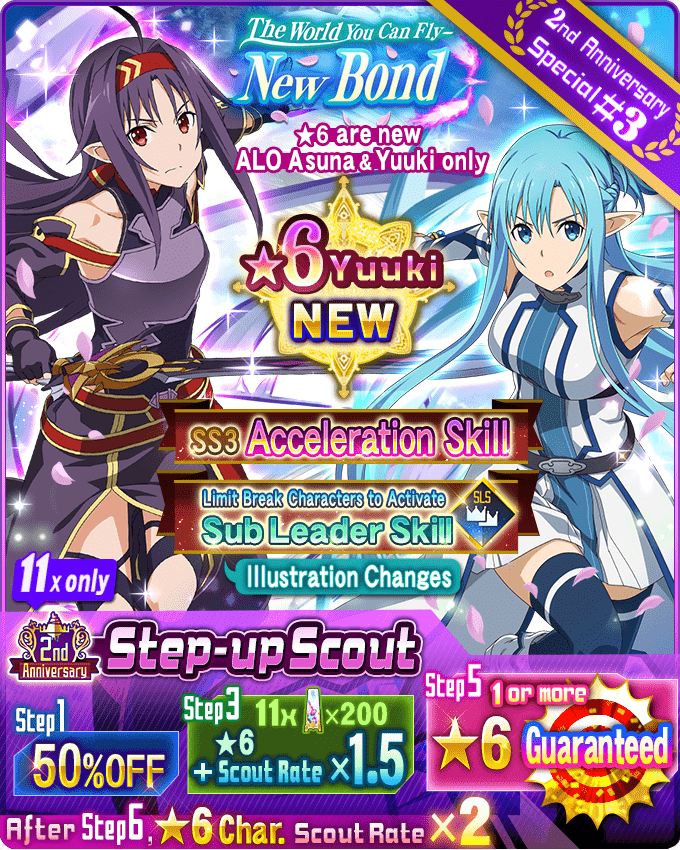 The World You Can Fly-
New Bond
2nd Anniversary
Special #3
★6 are new
ALO Asuna & Yuuki only
★6 Yuuki
NEW
SS3 Acceleration Skill
Limit Break Characters to Activate
Sub Leader Skill
SLS
Illustration Changes
11x only
2nd
Anniversary
Step-up Scout
Step1
50%OFF
Step3 11x ×200
★6
+ Scout Rate ×1.5
Step5 1 or more
★6 Guaranteed
After Step6, ★6 Char. Scout Rate ×2